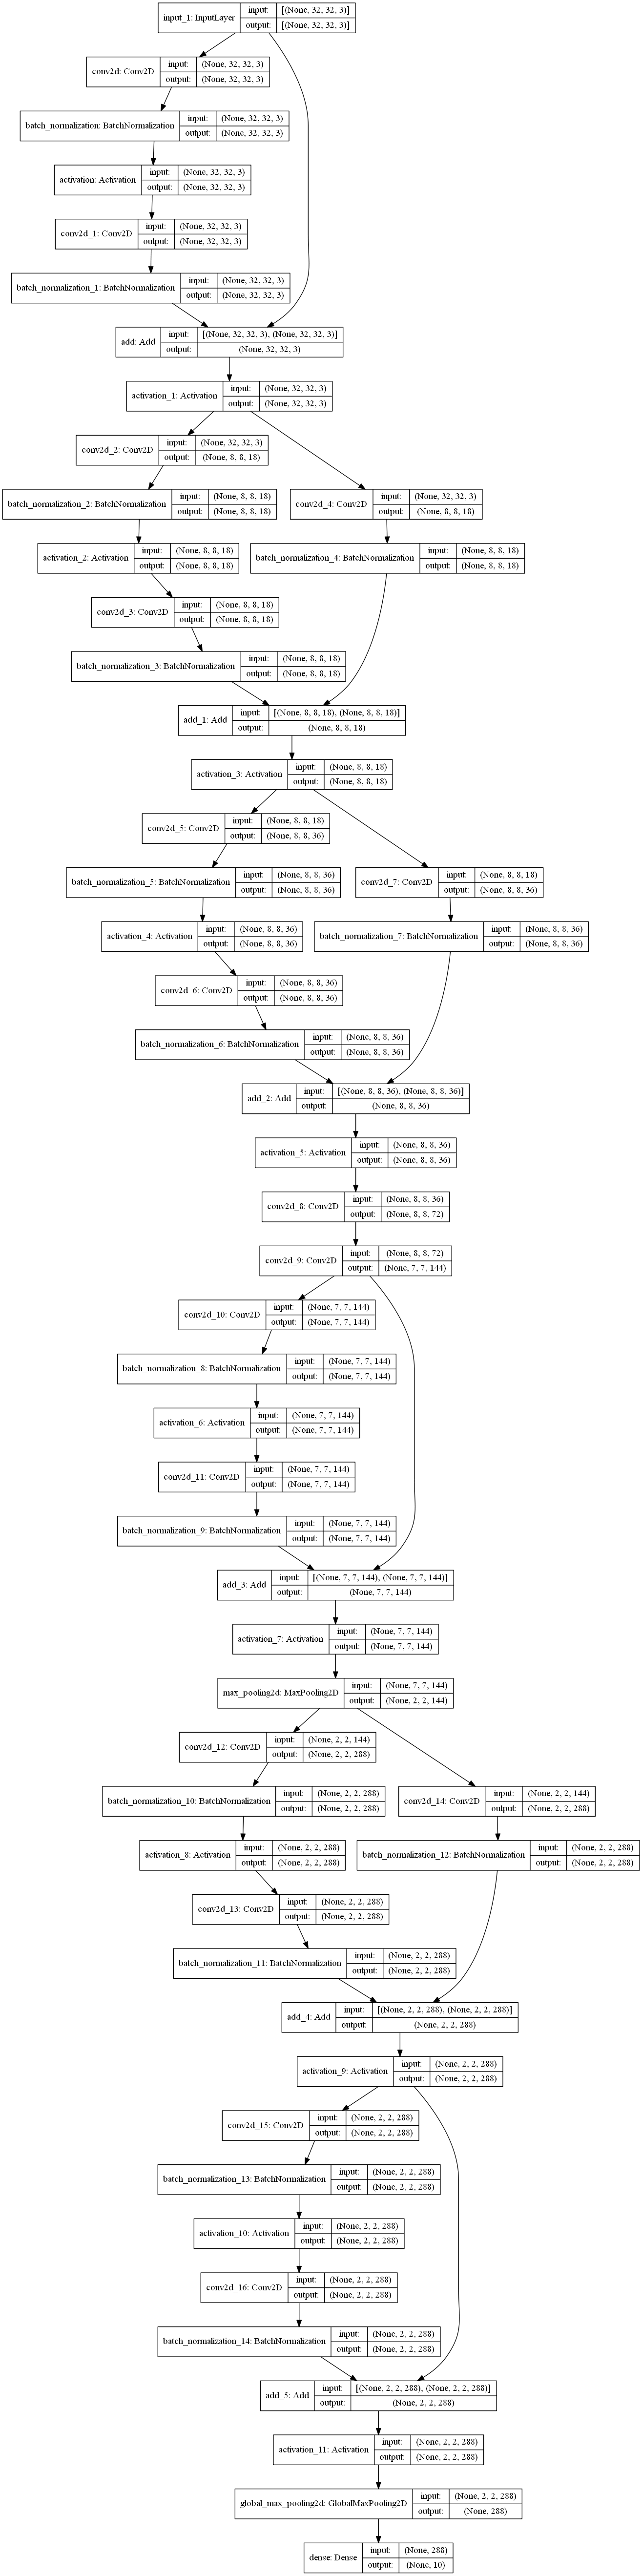 input_1: InputLayer
input: [(None, 32, 32, 3)]
output: [(None, 32, 32, 3)]
conv2d: Conv2D
input: (None, 32, 32, 3)
output: (None, 32, 32, 3)
batch_normalization: BatchNormalization
input: (None, 32, 32, 3)
output: (None, 32, 32, 3)
activation: Activation
input: (None, 32, 32, 3)
output: (None, 32, 32, 3)
conv2d_1: Conv2D
input: (None, 32, 32, 3)
output: (None, 32, 32, 3)
batch_normalization_1: BatchNormalization
input: (None, 32, 32, 3)
output: (None, 32, 32, 3)
add: Add
input: [(None, 32, 32, 3), (None, 32, 32, 3)]
output: (None, 32, 32, 3)
activation_1: Activation
input: (None, 32, 32, 3)
output: (None, 32, 32, 3)
conv2d_2: Conv2D
input: (None, 32, 32, 3)
output: (None, 8, 8, 18)
batch_normalization_2: BatchNormalization
input: (None, 8, 8, 18)
output: (None, 8, 8, 18)
conv2d_4: Conv2D
input: (None, 32, 32, 3)
output: (None, 8, 8, 18)
activation_2: Activation
input: (None, 8, 8, 18)
output: (None, 8, 8, 18)
batch_normalization_4: BatchNormalization
input: (None, 8, 8, 18)
output: (None, 8, 8, 18)
conv2d_3: Conv2D
input: (None, 8, 8, 18)
output: (None, 8, 8, 18)
batch_normalization_3: BatchNormalization
input: (None, 8, 8, 18)
output: (None, 8, 8, 18)
add_1: Add
input: [(None, 8, 8, 18), (None, 8, 8, 18)]
output: (None, 8, 8, 18)
activation_3: Activation
input: (None, 8, 8, 18)
output: (None, 8, 8, 18)
conv2d_5: Conv2D
input: (None, 8, 8, 18)
output: (None, 8, 8, 36)
batch_normalization_5: BatchNormalization
input: (None, 8, 8, 36)
output: (None, 8, 8, 36)
conv2d_7: Conv2D
input: (None, 8, 8, 18)
output: (None, 8, 8, 36)
activation_4: Activation
input: (None, 8, 8, 36)
output: (None, 8, 8, 36)
batch_normalization_7: BatchNormalization
input: (None, 8, 8, 36)
output: (None, 8, 8, 36)
conv2d_6: Conv2D
input: (None, 8, 8, 36)
output: (None, 8, 8, 36)
batch_normalization_6: BatchNormalization
input: (None, 8, 8, 36)
output: (None, 8, 8, 36)
add_2: Add
input: [(None, 8, 8, 36), (None, 8, 8, 36)]
output: (None, 8, 8, 36)
activation_5: Activation
input: (None, 8, 8, 36)
output: (None, 8, 8, 36)
conv2d_8: Conv2D
input: (None, 8, 8, 36)
output: (None, 8, 8, 72)
conv2d_9: Conv2D
input: (None, 8, 8, 72)
output: (None, 7, 7, 144)
conv2d_10: Conv2D
input: (None, 7, 7, 144)
output: (None, 7, 7, 144)
batch_normalization_8: BatchNormalization
input: (None, 7, 7, 144)
output: (None, 7, 7, 144)
activation_6: Activation
input: (None, 7, 7, 144)
output: (None, 7, 7, 144)
conv2d_11: Conv2D
input: (None, 7, 7, 144)
output: (None, 7, 7, 144)
batch_normalization_9: BatchNormalization
input: (None, 7, 7, 144)
output: (None, 7, 7, 144)
add_3: Add
input: [(None, 7, 7, 144), (None, 7, 7, 144)]
output: (None, 7, 7, 144)
activation_7: Activation
input: (None, 7, 7, 144)
output: (None, 7, 7, 144)
max_pooling2d: MaxPooling2D
input: (None, 7, 7, 144)
output: (None, 2, 2, 144)
conv2d_12: Conv2D
input: (None, 2, 2, 144)
output: (None, 2, 2, 288)
batch_normalization_10: BatchNormalization
input: (None, 2, 2, 288)
output: (None, 2, 2, 288)
conv2d_14: Conv2D
input: (None, 2, 2, 144)
output: (None, 2, 2, 288)
activation_8: Activation
input: (None, 2, 2, 288)
output: (None, 2, 2, 288)
batch_normalization_12: BatchNormalization
input: (None, 2, 2, 288)
output: (None, 2, 2, 288)
conv2d_13: Conv2D
input: (None, 2, 2, 288)
output: (None, 2, 2, 288)
batch_normalization_11: BatchNormalization
input: (None, 2, 2, 288)
output: (None, 2, 2, 288)
add_4: Add
input: [(None, 2, 2, 288), (None, 2, 2, 288)]
output: (None, 2, 2, 288)
activation_9: Activation
input: (None, 2, 2, 288)
output: (None, 2, 2, 288)
conv2d_15: Conv2D
input: (None, 2, 2, 288)
output: (None, 2, 2, 288)
batch_normalization_13: BatchNormalization
input: (None, 2, 2, 288)
output: (None, 2, 2, 288)
activation_10: Activation
input: (None, 2, 2, 288)
output: (None, 2, 2, 288)
conv2d_16: Conv2D
input: (None, 2, 2, 288)
output: (None, 2, 2, 288)
batch_normalization_14: BatchNormalization
input: (None, 2, 2, 288)
output: (None, 2, 2, 288)
add_5: Add
input: [(None, 2, 2, 288), (None, 2, 2, 288)]
output: (None, 2, 2, 288)
activation_11: Activation
input: (None, 2, 2, 288)
output: (None, 2, 2, 288)
global_max_pooling2d: GlobalMaxPooling2D
input: (None, 2, 2, 288)
output: (None, 288)
dense: Dense
input: (None, 288)
output: (None, 10)